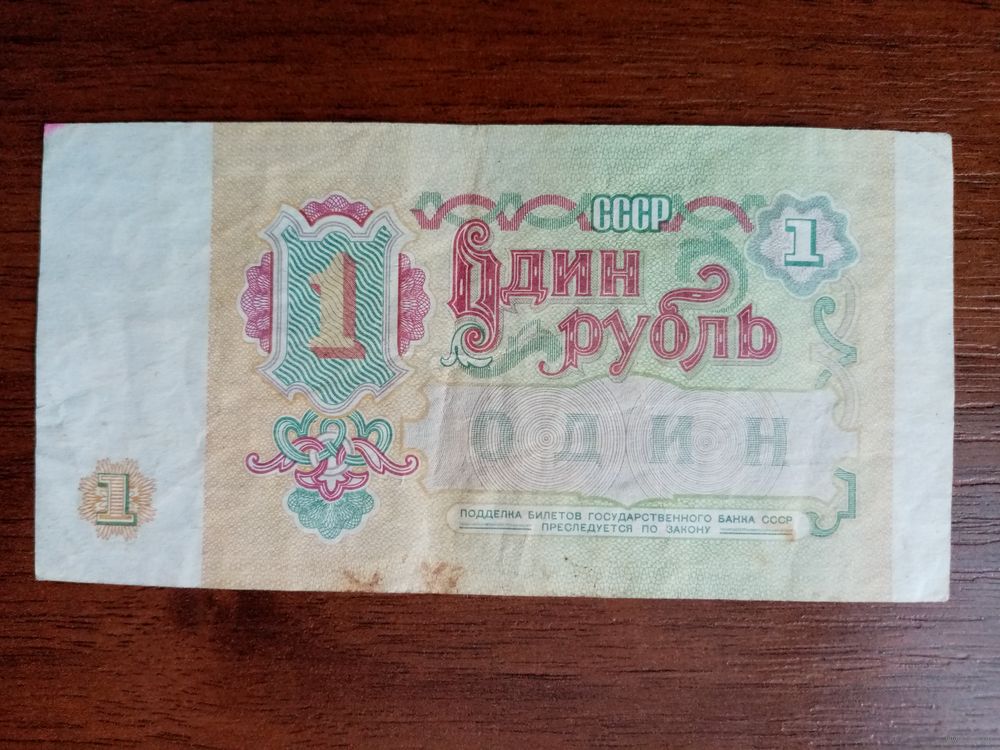 СССР
1
1
Один
рубль
ОДИН
1
ПОДДЕЛКА БИЛЕТОВ ГОСУДАРСТВЕННОГО БАНКА СССР
ПРЕСЛЕДУЕТСЯ ПО ЗАКОНУ